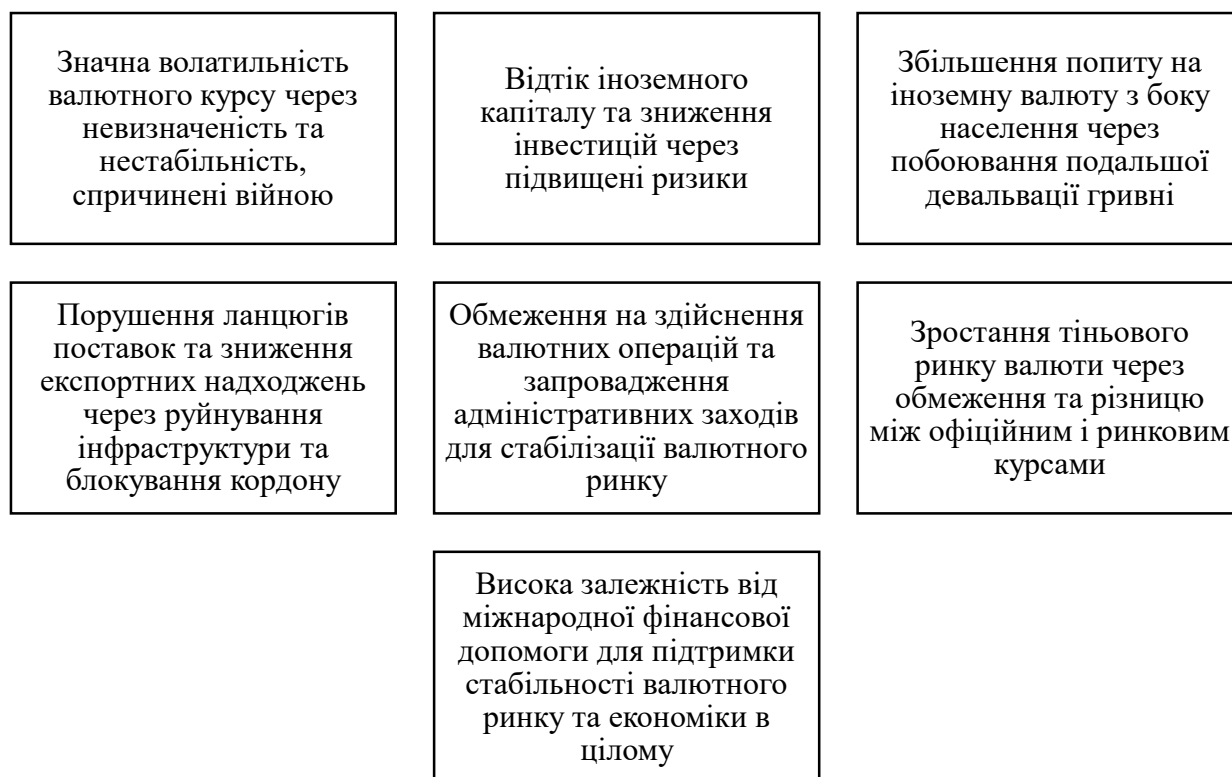 Значна волатильність
валютного курсу через
невизначеність та
нестабільність,
спричинені війною
Відтік іноземного
капіталу та зниження
інвестицій через
підвищені ризики
Збільшення попиту на
іноземну валюту з боку
населення через
побоювання подальшої
девальвації гривні
Порушення ланцюгів
поставок та зниження
експортних надходжень
через руйнування
інфраструктури та
блокування кордону
Обмеження на здійснення
валютних операцій та
запровадження
адміністративних заходів
для стабілізації валютного
ринку
Зростання тіньового
ринку валюти через
обмеження та різницю
між офіційним і ринковим
курсами
Висока залежність від
міжнародної фінансової
допомоги для підтримки
стабільності валютного
ринку та економіки в
цілому